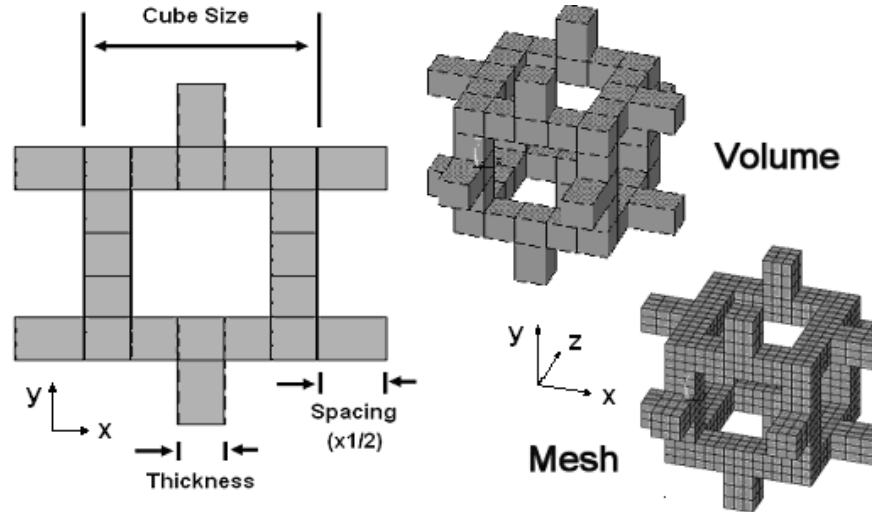 Cube Size
Volume
y
x
Spacing
(x1/2)
Thickness
y
z
x
Mesh